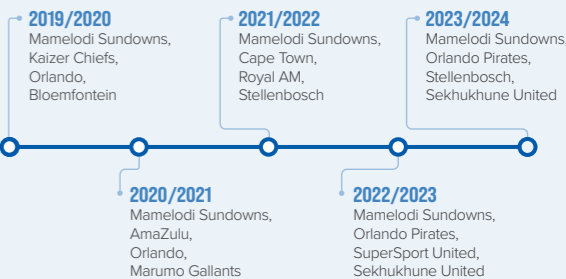 2019/2020
Mamelodi Sundowns,
Kaizer Chiefs,
Orlando,
Bloemfontein
2021/2022
Mamelodi Sundowns,
Cape Town,
Royal AM,
Stellenbosch
2023/2024
Mamelodi Sundowns,
Orlando Pirates,
Stellenbosch,
Sekhukhune United
2020/2021
Mamelodi Sundowns,
AmaZulu,
Orlando,
Marumo Gallants
2022/2023
Mamelodi Sundowns,
Orlando Pirates,
SuperSport United,
Sekhukhune United